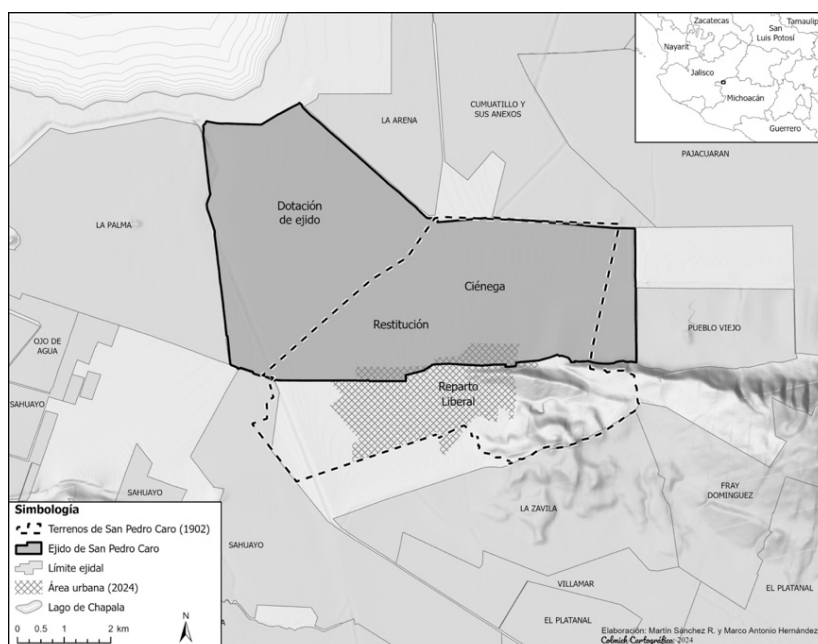 Zacatecas
San
Luis Potosí
Tamaulip
Nayarit
Jalisco
Michoacán
Guerrero
LA ARENA
CUMUATILLO Y
SUS ANEXOS
PAJACUARAN
Dotación
de ejido
LA PALMA
Ciénega
Restitución
PUEBLO VIEJO
OJO DE
AGUA
Reparto
Liberal
SAHUAYO
SAHUAYO
FRAY
DOMINGUEZ
LA ZAVILA
SAHUAYO
VILLAMAR
EL PLATANAL
EL PLATANAL
Simbología
Terrenos de San Pedro Caro (1902)
Ejido de San Pedro Caro
Límite ejidal
Área urbana (2024)
Lago de Chapala
0 0.5 1 2 km
N
Elaboración: Martín Sánchez R. y Marco Antonio Hernández
Colmich Cartográfico, 2024